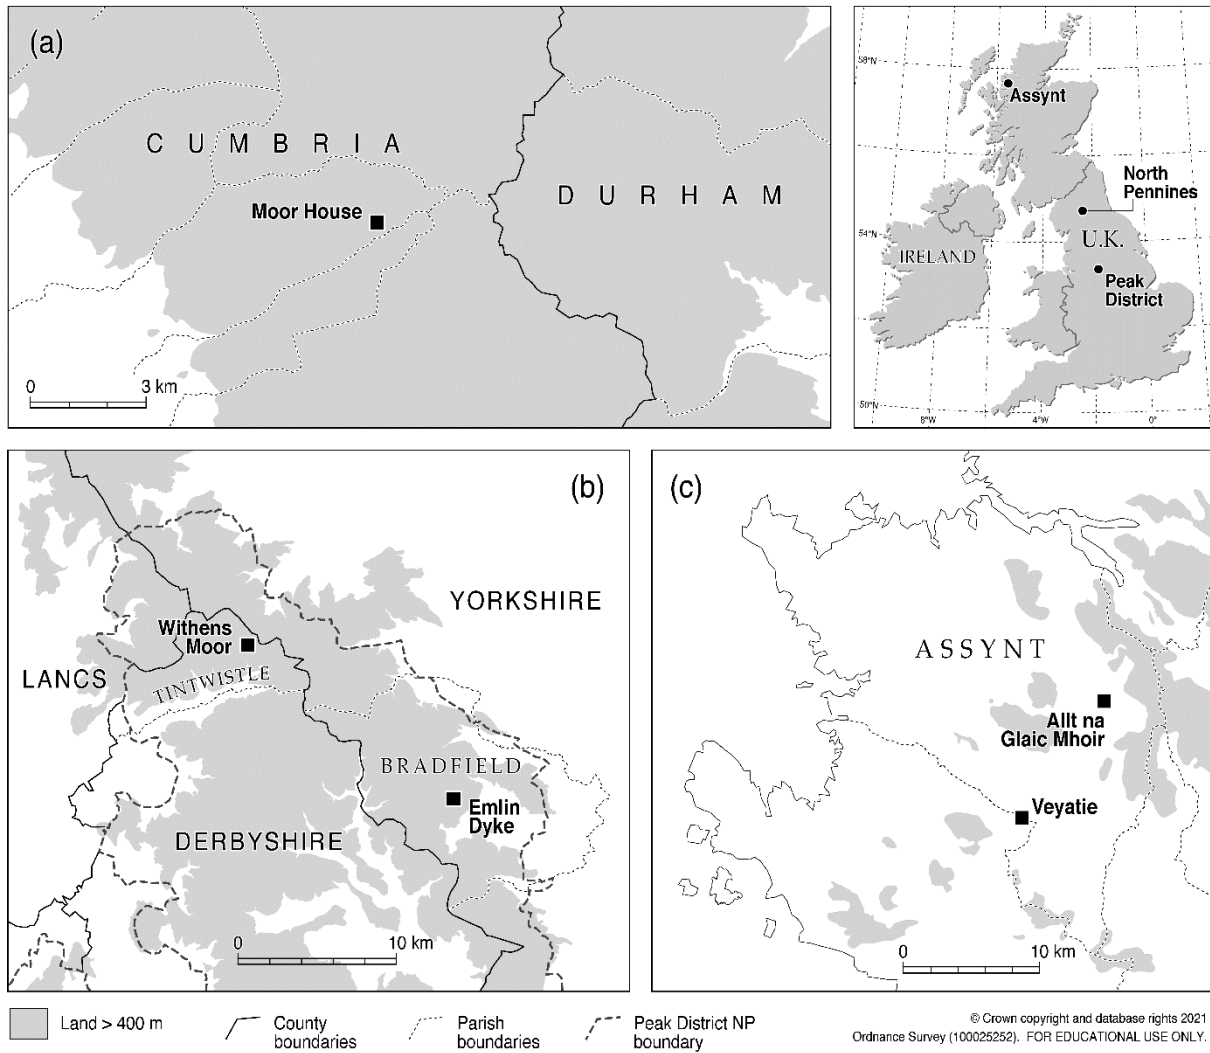 (a)
C U M B R I A
D U R H A M
Moor House
0
3 km
58°N
Assynt
North
Pennines
54°N
U.K.
IRELAND
Peak
District
50°N
8°W
4°W
0°
(b)
YORKSHIRE
Withens
Moor
LANCS
TINTWISTLE
BRADFIELD
Emlin
Dyke
DERBYSHIRE
0
10 km
(c)
ASSYNT
Allt na
Glaic Mhoir
Veyatie
0
10 km
Land > 400 m
County
boundaries
Parish
boundaries
Peak District NP
boundary
© Crown copyright and database rights 2021
Ordnance Survey (100025252). FOR EDUCATIONAL USE ONLY.